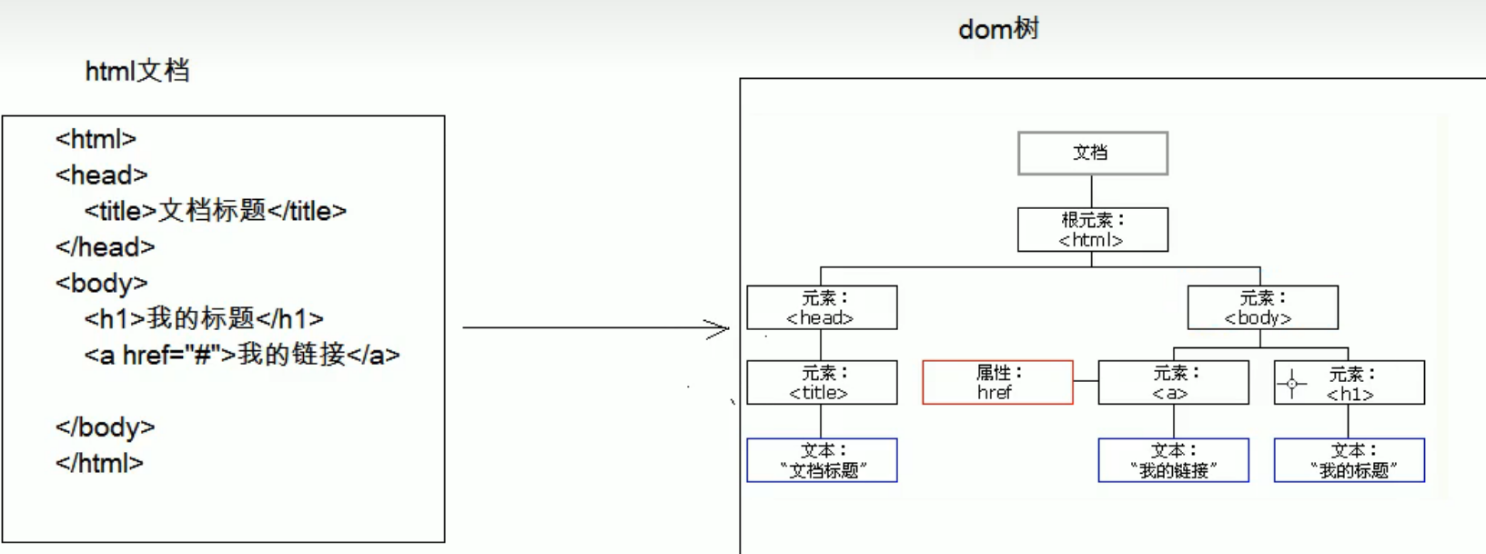 html文档
<html>
<head>
<title>文档标题</title>
</head>
<body>
<h1>我的标题</h1>
<a href="#">我的链接</a>
</body>
</html>
dom树
文档
根元素：
<html>
元素：
<head>
元素：
<body>
元素：
<title>
属性：
href
元素：
<a>
元素：
<h1>
文本：
“文档标题”
文本：
“我的链接”
文本：
“我的标题”